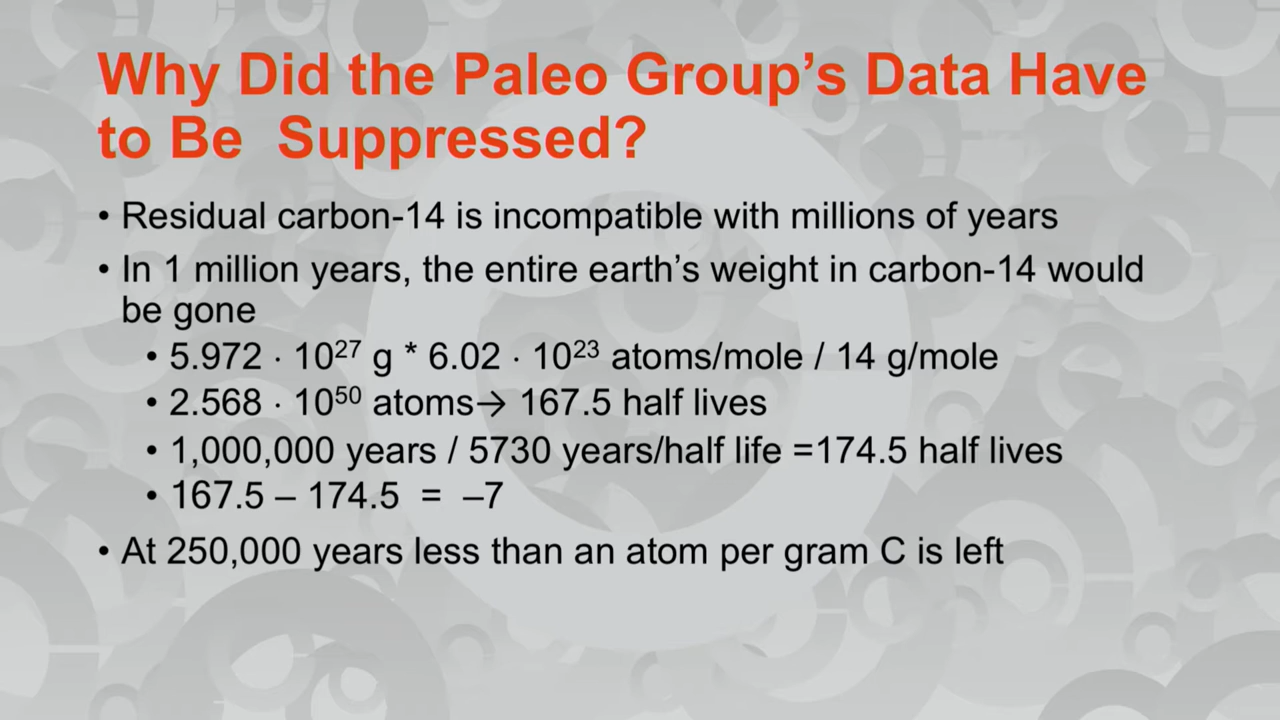 Why Did the Paleo Group’s Data Have
to Be  Suppressed?
• Residual carbon-14 is incompatible with millions of years
• In 1 million years, the entire earth’s weight in carbon-14 would
be gone
• 5.972 · 10²⁷ g * 6.02 · 10²³ atoms/mole / 14 g/mole
• 2.568 · 10⁵⁰ atoms→ 167.5 half lives
• 1,000,000 years / 5730 years/half life =174.5 half lives
• 167.5 – 174.5  =  –7
• At 250,000 years less than an atom per gram C is left